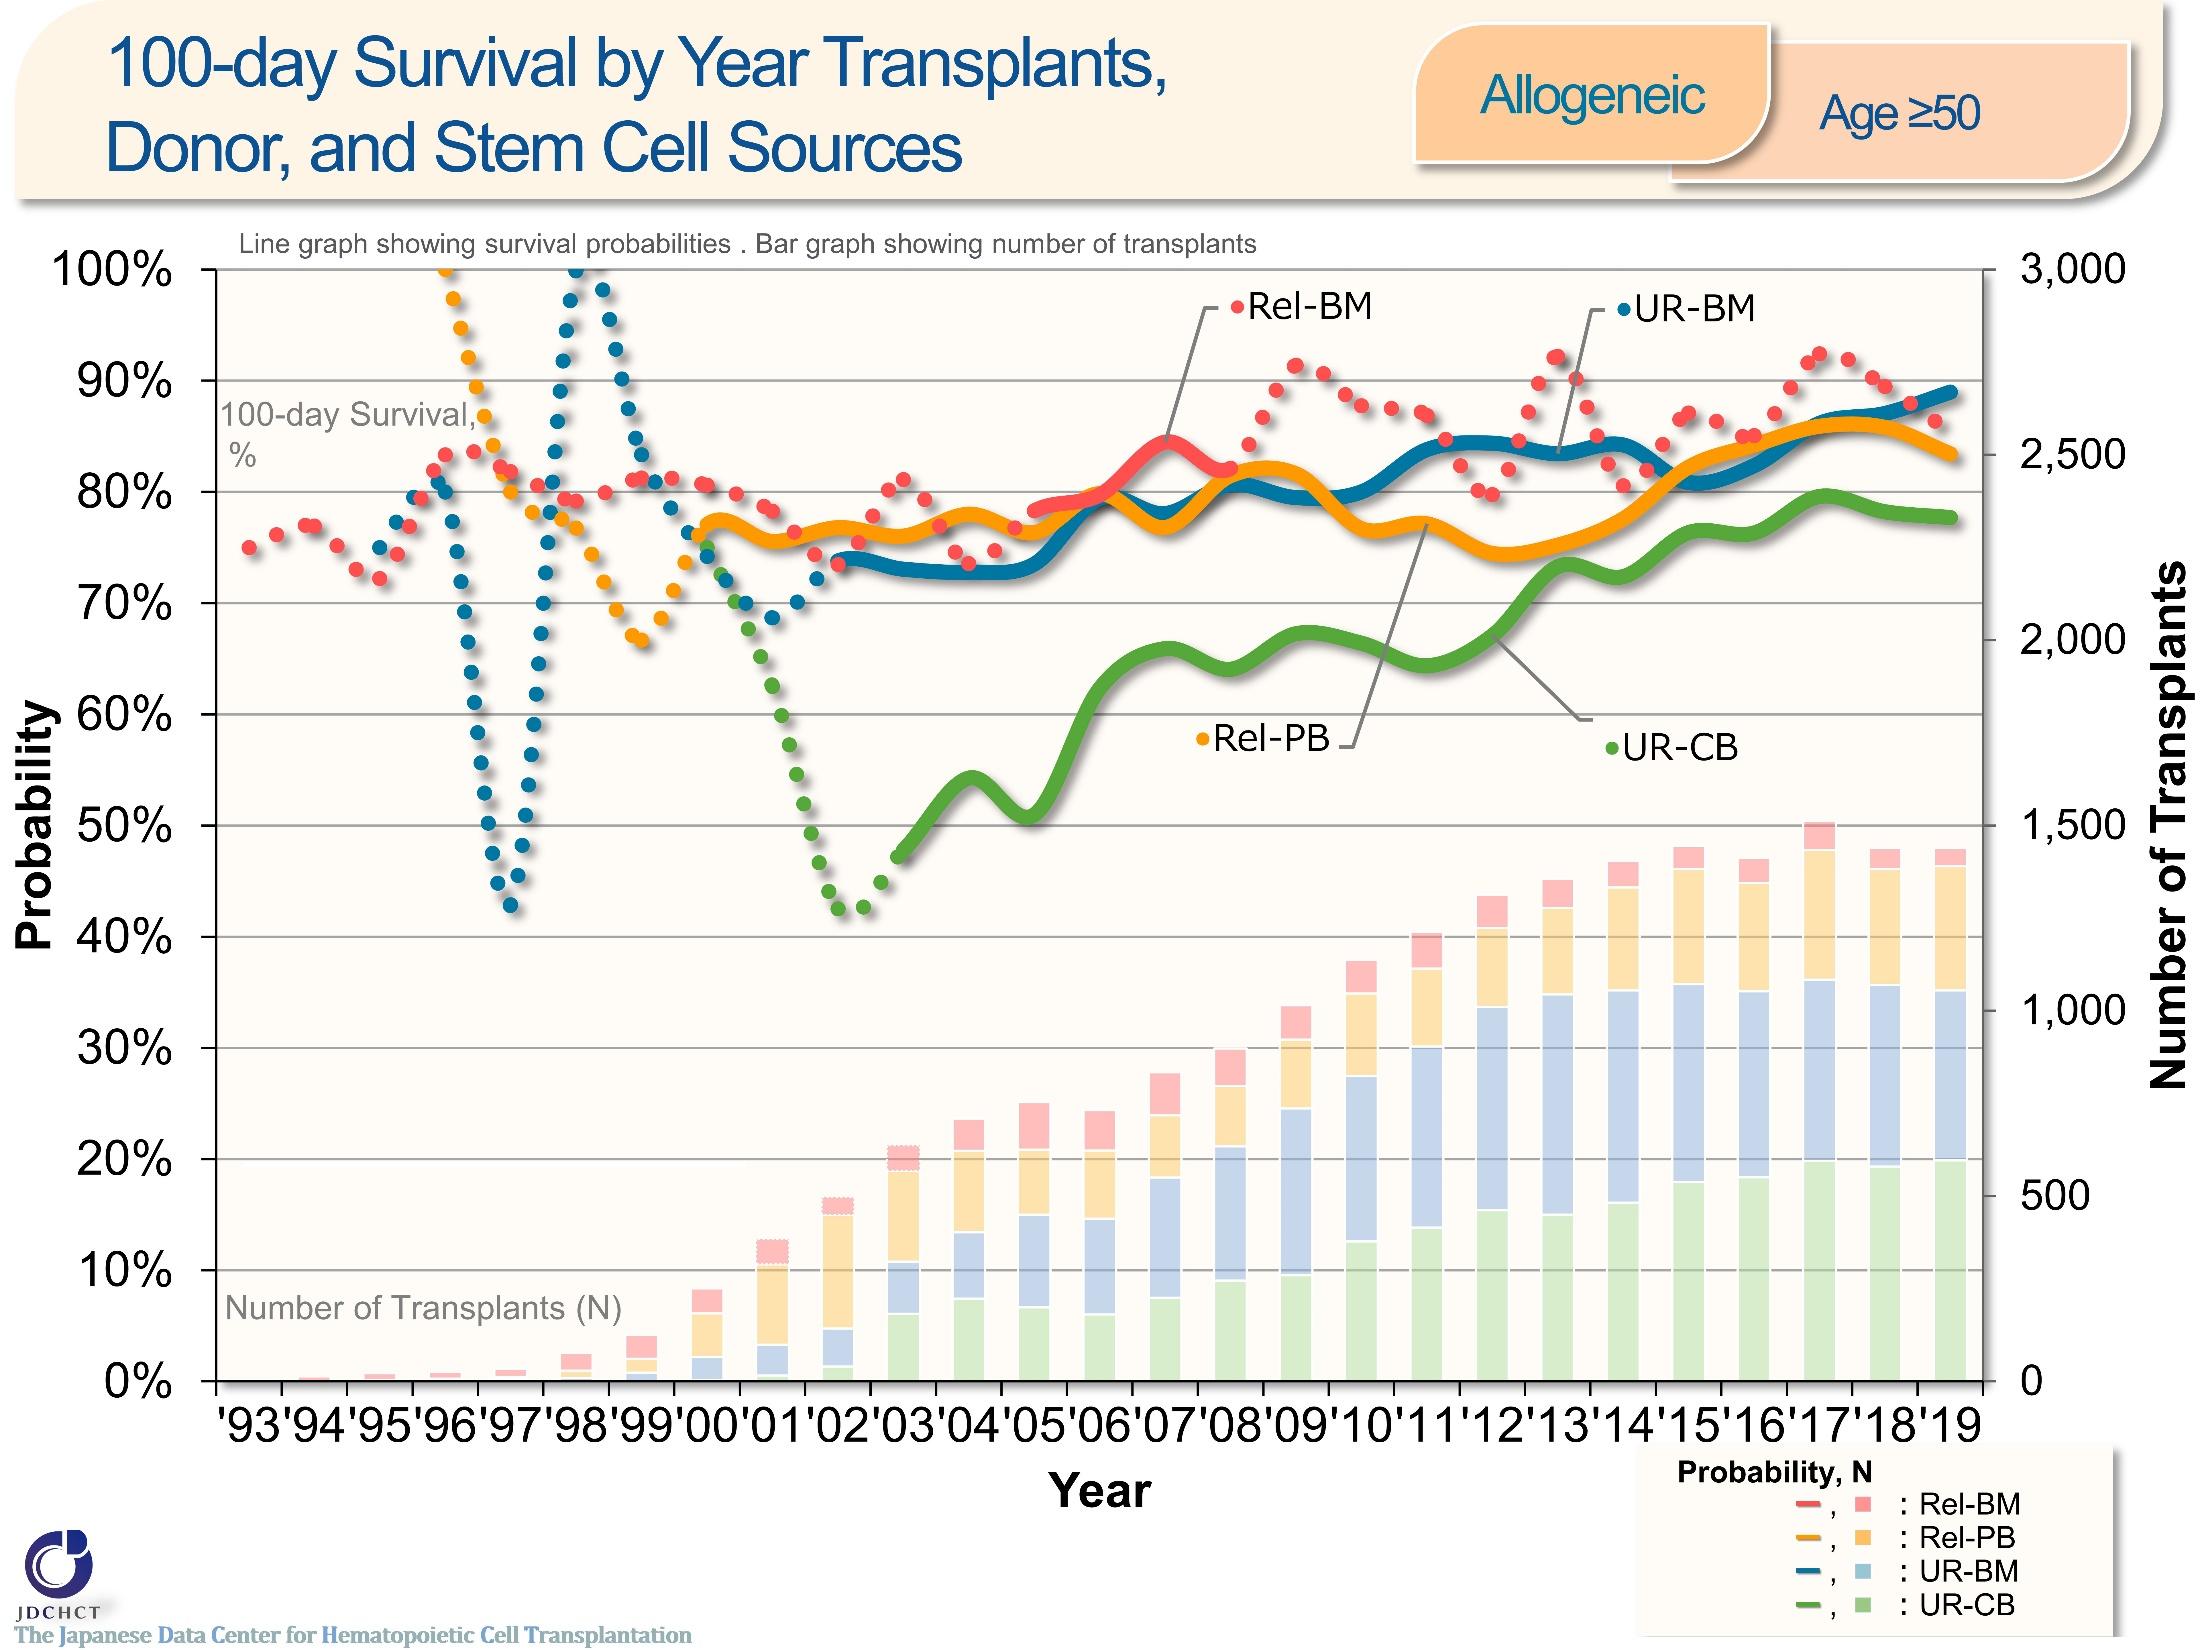 100-day Survival by Year Transplants,
Donor, and Stem Cell Sources
Allogeneic
Age ≥50
Line graph showing survival probabilities . Bar graph showing number of transplants
100%
90%
80%
70%
60%
50%
40%
30%
20%
10%
0%
Probability
100-day Survival,
%
Rel-BM
UR-BM
Rel-PB
UR-CB
Number of Transplants (N)
3,000
2,500
2,000
1,500
1,000
500
0
Number of Transplants
'93 '94 '95 '96 '97 '98 '99 '00 '01 '02 '03 '04 '05 '06 '07 '08 '09 '10 '11 '12 '13 '14 '15 '16 '17 '18 '19
Year
Probability, N
, : Rel-BM
, : Rel-PB
, : UR-BM
, : UR-CB
JDCHCT
The Japanese Data Center for Hematopoietic Cell Transplantation